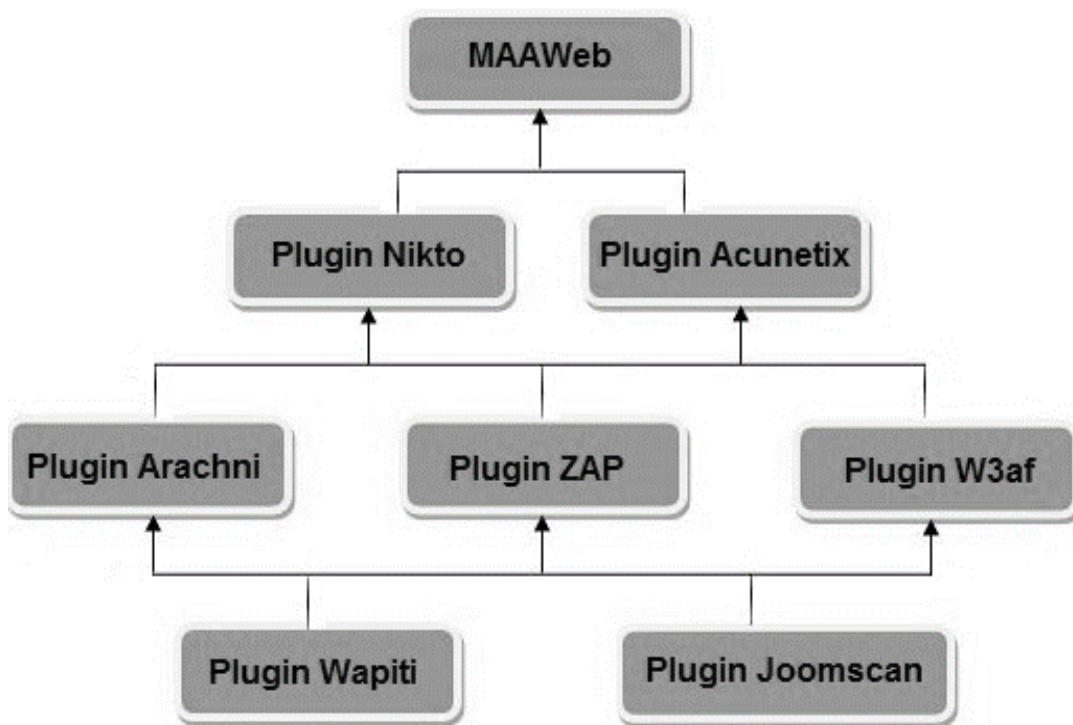 MAAWeb
Plugin Nikto
Plugin Acunetix
Plugin Arachni
Plugin ZAP
Plugin W3af
Plugin Wapiti
Plugin Joomscan